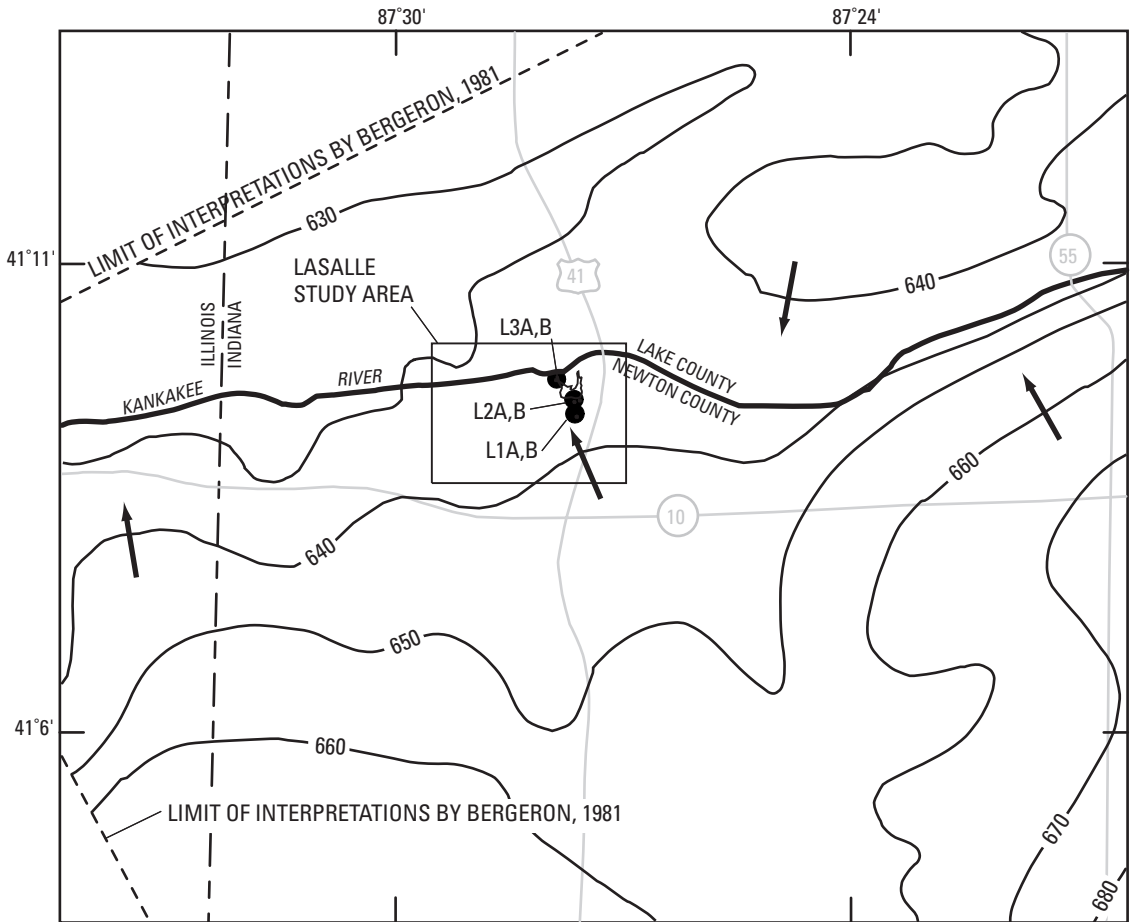 87°30'
87°24'
LIMIT OF INTERPRETATIONS BY BERGERON, 1981
630
41°11'
LASALLE
STUDY AREA
41
55
640
ILLINOIS
INDIANA
L3A,B
LAKE COUNTY
NEWTON COUNTY
KANKAKEE
RIVER
L2A,B
L1A,B
660
10
640
650
41°6'
660
LIMIT OF INTERPRETATIONS BY BERGERON, 1981
670
680